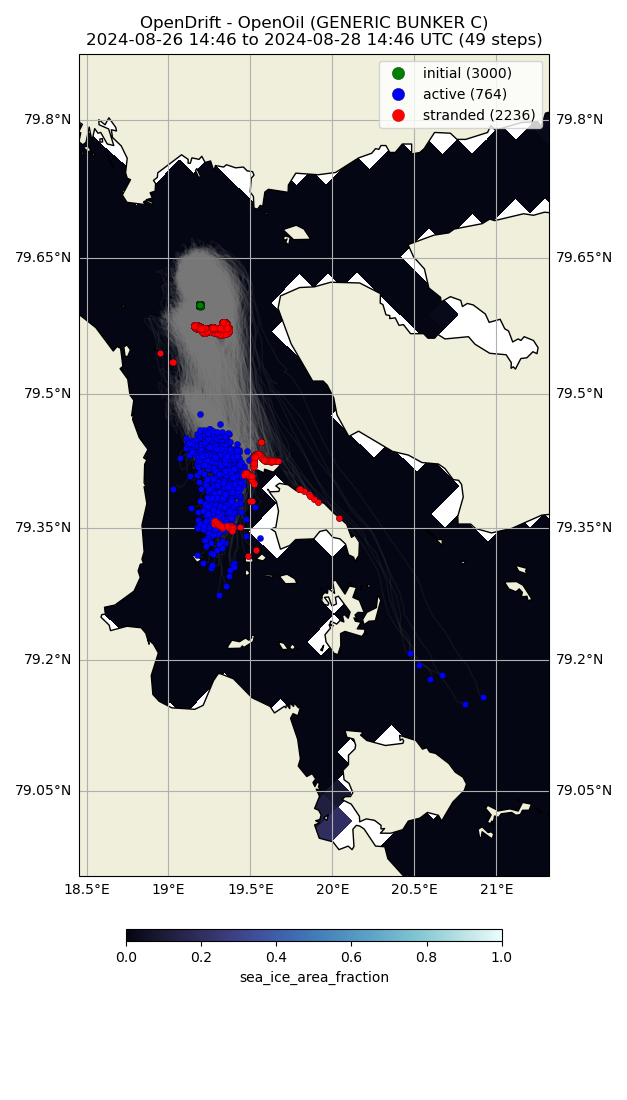 OpenDrift - OpenOil (GENERIC BUNKER C)
2024-08-26 14:46 to 2024-08-28 14:46 UTC (49 steps)
initial (3000)
active (764)
stranded (2236)
79.8°N 79.8°N
79.65°N 79.65°N
79.5°N 79.5°N
79.35°N 79.35°N
79.2°N 79.2°N
79.05°N 79.05°N
18.5°E 19°E 19.5°E 20°E 20.5°E 21°E
0.0 0.2 0.4 0.6 0.8 1.0
sea_ice_area_fraction